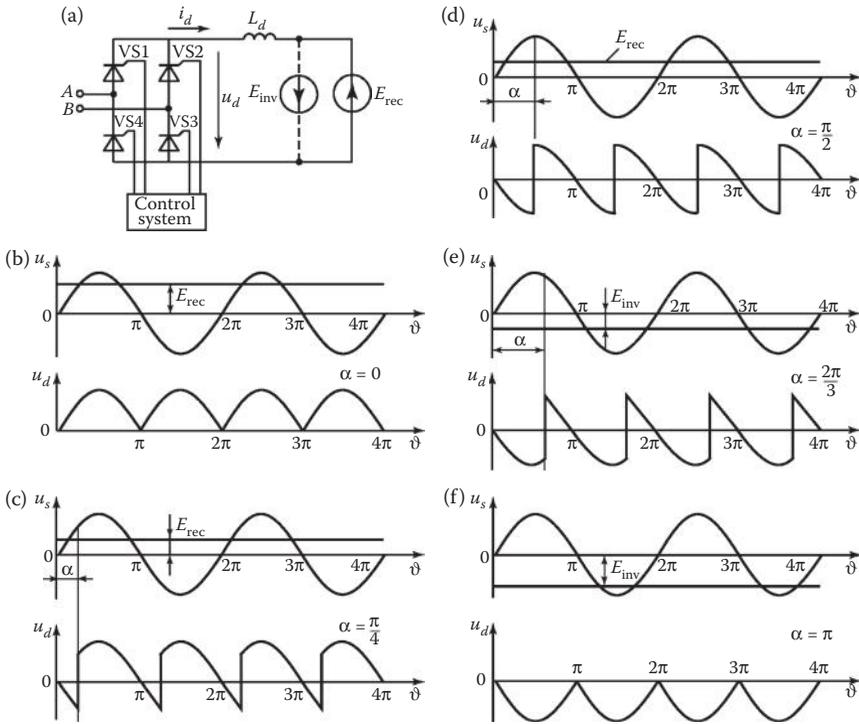 (a)
i_d
L_d
VS1
VS2
A
B
u_d
E_inv
E_rec
VS4
VS3
Control
system
(b)
u_s
E_rec
0
π
2π
3π
4π
ϑ
u_d
α = 0
0
π
2π
3π
4π
ϑ
(c)
u_s
E_rec
0
α
π
2π
3π
4π
ϑ
u_d
α = π/4
0
π
2π
3π
4π
ϑ
(d)
u_s
E_rec
0
π
2π
3π
4π
ϑ
α
u_d
α = π/2
0
π
2π
3π
4π
ϑ
(e)
u_s
E_inv
0
π
2π
3π
4π
ϑ
α
u_d
α = 2π/3
0
π
2π
3π
4π
ϑ
(f)
u_s
0
π
2π
3π
4π
ϑ
E_inv
u_d
α = π
0
π
2π
3π
4π
ϑ